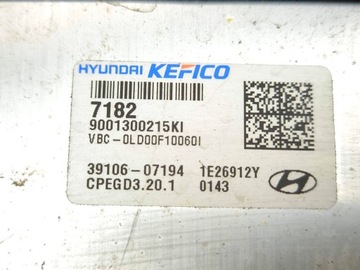 HYUNDAI KEFICO
7182
9001300215KI
VBC-0LD00F10060I
39106-07194 1E26912Y
CPEGD3.20.1 0143